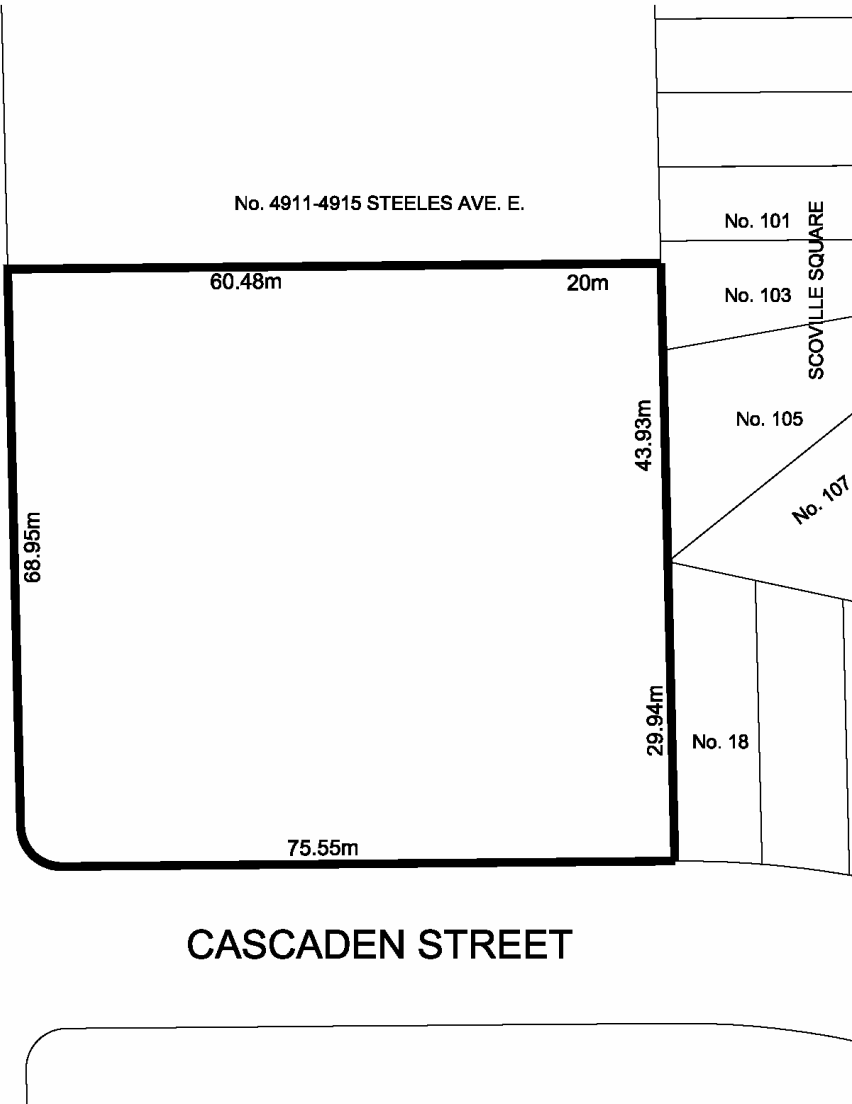 No. 4911-4915 STEELES AVE. E.
No. 101
SCOVILLE SQUARE
60.48m
20m
No. 103
43.93m
No. 105
No. 107
68.95m
29.94m
No. 18
75.55m
CASCADEN STREET